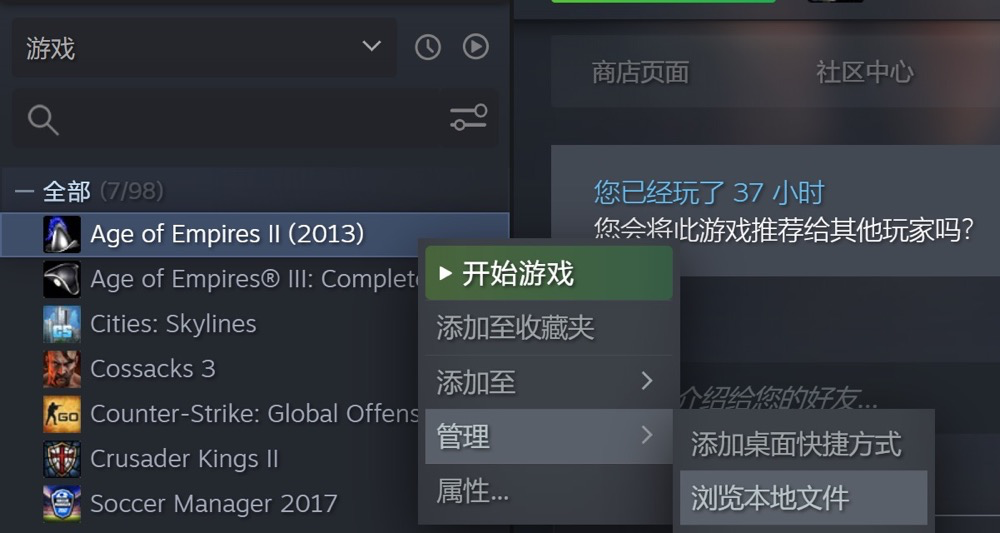 游戏
商店页面
社区中心
全部 (7/98)
您已经玩了 37 小时
您会将此游戏推荐给其他玩家吗?
Age of Empires II (2013)
Age of Empires® III: Complete
开始游戏
添加至收藏夹
Cities: Skylines
Cossacks 3
添加至
介绍给您的好友...
Counter-Strike: Global Offens
管理
添加桌面快捷方式
Crusader Kings II
属性...
浏览本地文件
Soccer Manager 2017